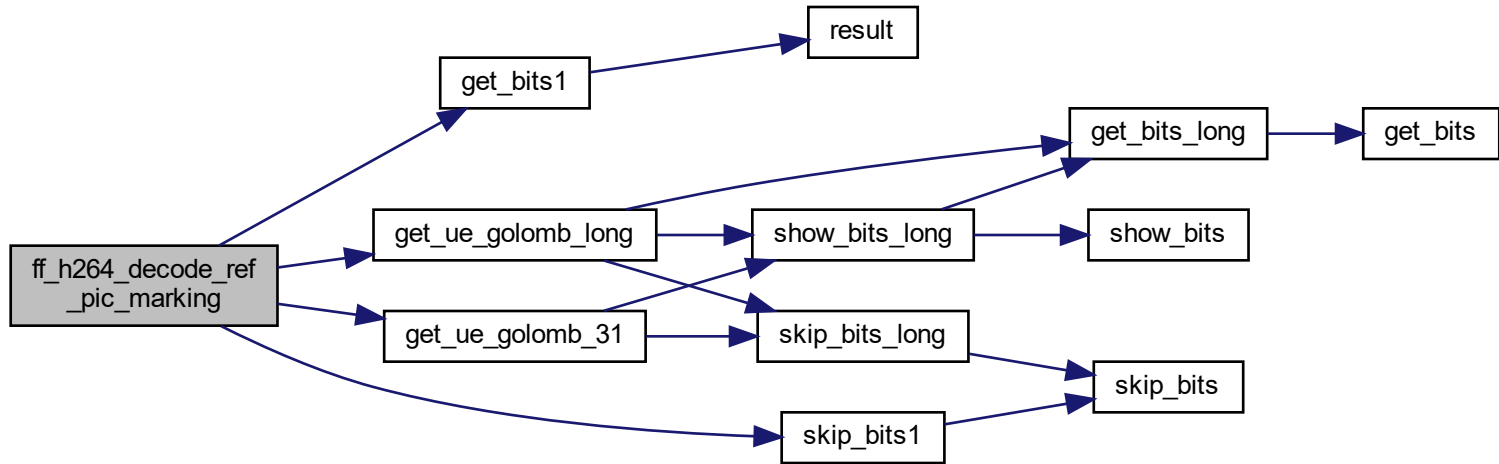 result
get_bits1
get_bits_long
get_bits
get_ue_golomb_long
show_bits_long
show_bits
ff_h264_decode_ref
_pic_marking
get_ue_golomb_31
skip_bits_long
skip_bits
skip_bits1